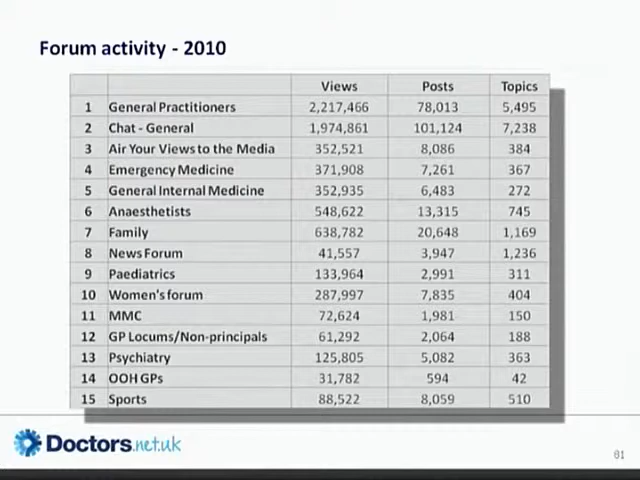 Forum activity - 2010
Views Posts Topics
1 General Practitioners 2,217,466 78,013 5,495
2 Chat - General 1,974,861 101,124 7,238
3 Air Your Views to the Media 352,521 8,086 384
4 Emergency Medicine 371,908 7,261 367
5 General Internal Medicine 352,935 6,483 272
6 Anaesthetists 548,622 13,315 745
7 Family 638,782 20,648 1,169
8 News Forum 41,557 3,947 1,236
9 Paediatrics 133,964 2,991 311
10 Women's forum 287,997 7,835 404
11 MMC 72,624 1,981 150
12 GP Locums/Non-principals 61,292 2,064 188
13 Psychiatry 125,805 5,082 363
14 OOH GPs 31,782 594 42
15 Sports 88,522 8,059 510
Doctors.net.uk
01